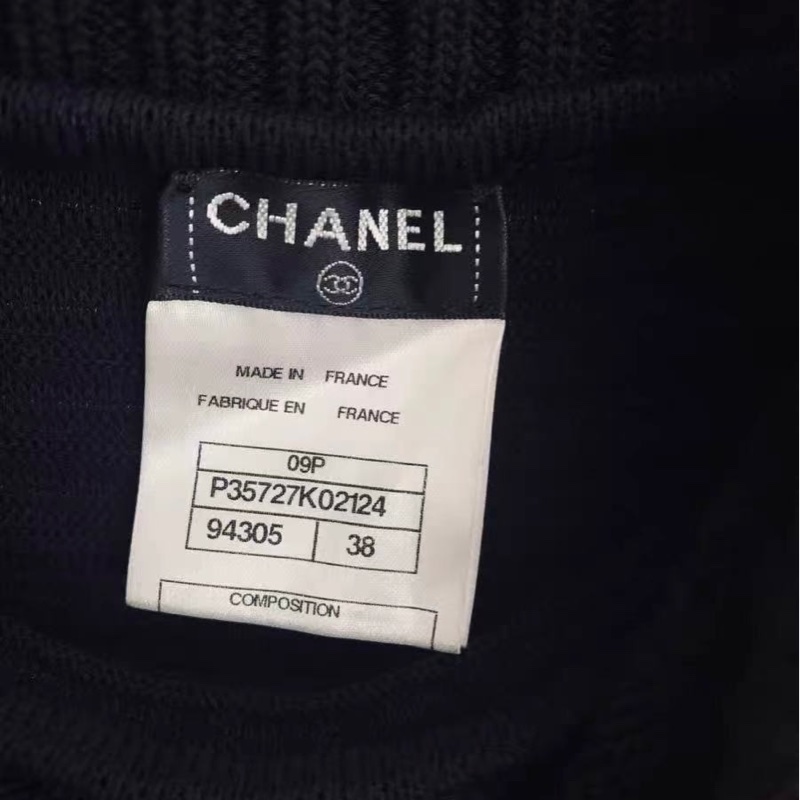 CHANEL
MADE IN FRANCE
FABRIQUE EN FRANCE
09P
P35727K02124
94305 38
COMPOSITION